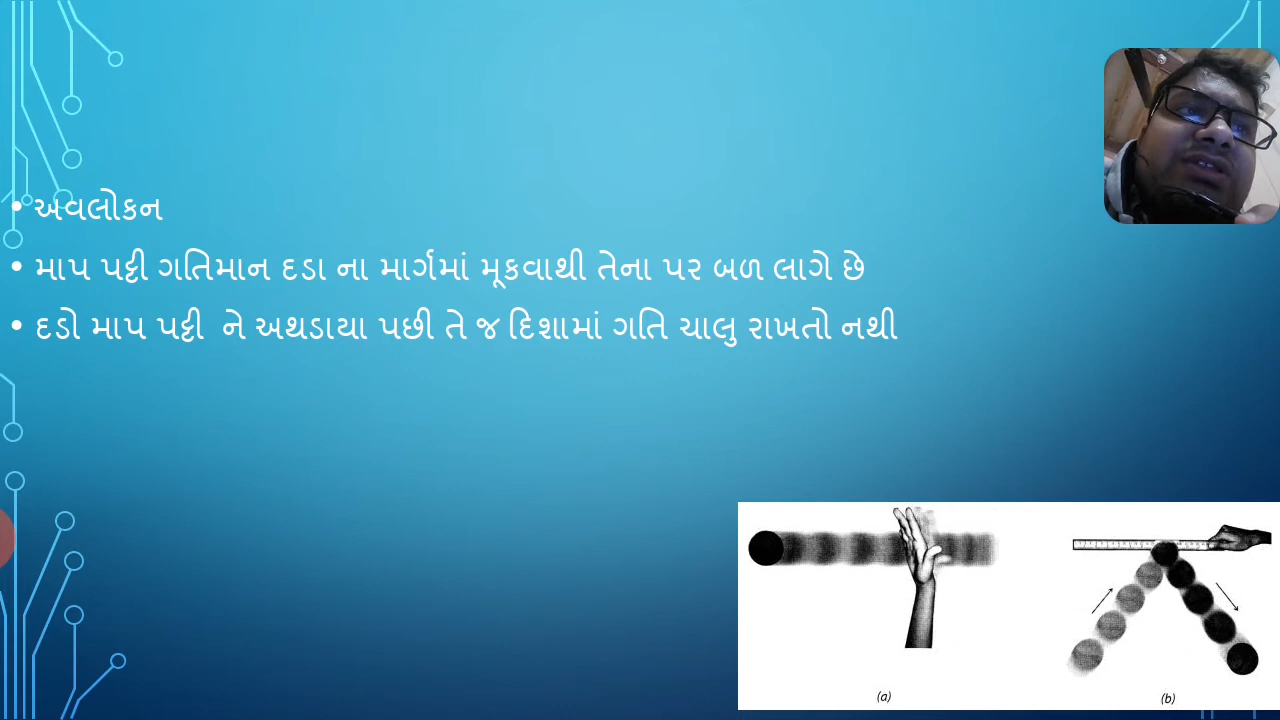 • અવલોકન
• માપ પટ્ટી ગતિમાન દડા ના માર્ગમાં મૂકવાથી તેના પર બળ લાગે છે
• દડો માપ પટ્ટી ને અથડાયા પછી તે જ દિશામાં ગતિ ચાલુ રાખતો નથી
(a)
(b)